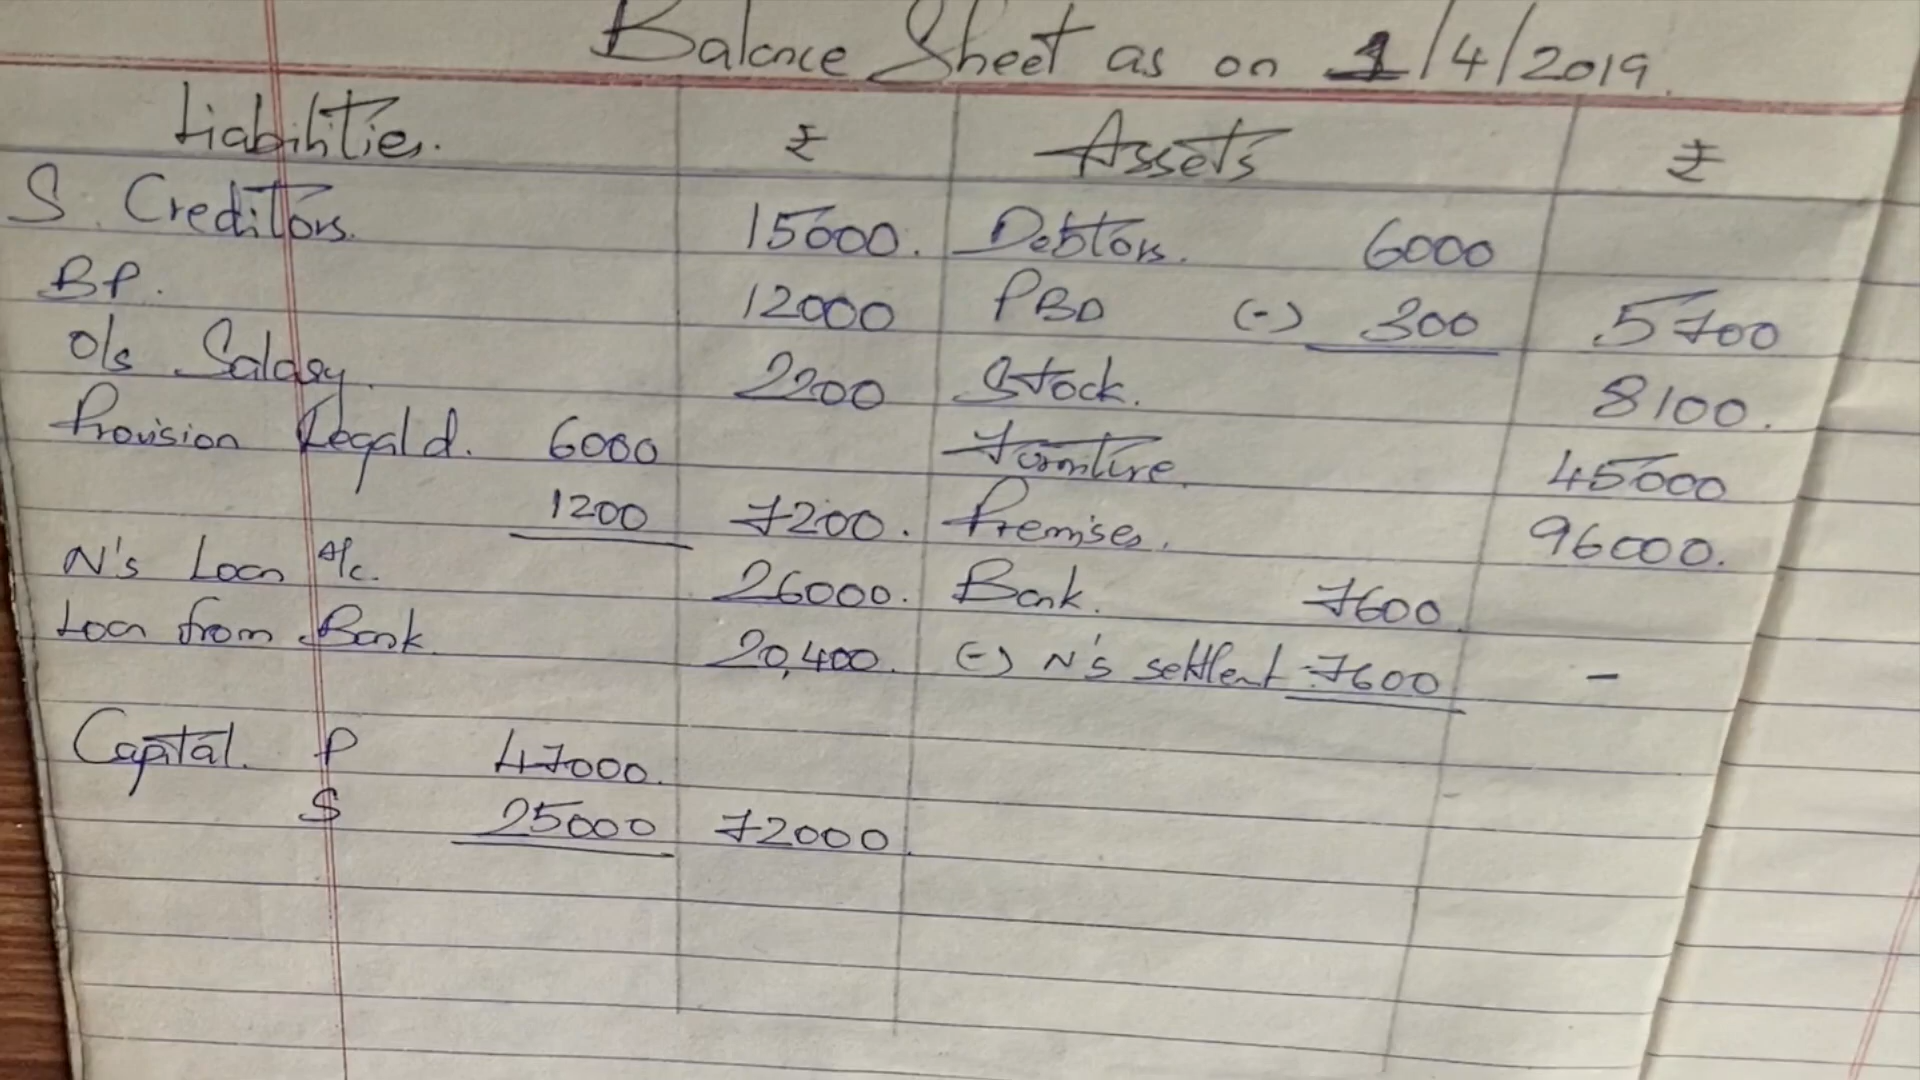 Balance Sheet as on 1/4/2019.
Liabilities. ₹ Assets ₹
S. Creditors. 15000. Debtors. 6000
BP. 12000 PBD (-) 300 5700
O/s Salary. 2200 Stock. 8100.
Provision Legal d. 6000 Furniture. 45000
1200 7200. Premises. 96000.
N's Loan A/c. 26000. Bank. 7600
Loan from Bank. 20,400. (-) N's settlent 7600 -
Capital. P 47000.
S 25000 72000.